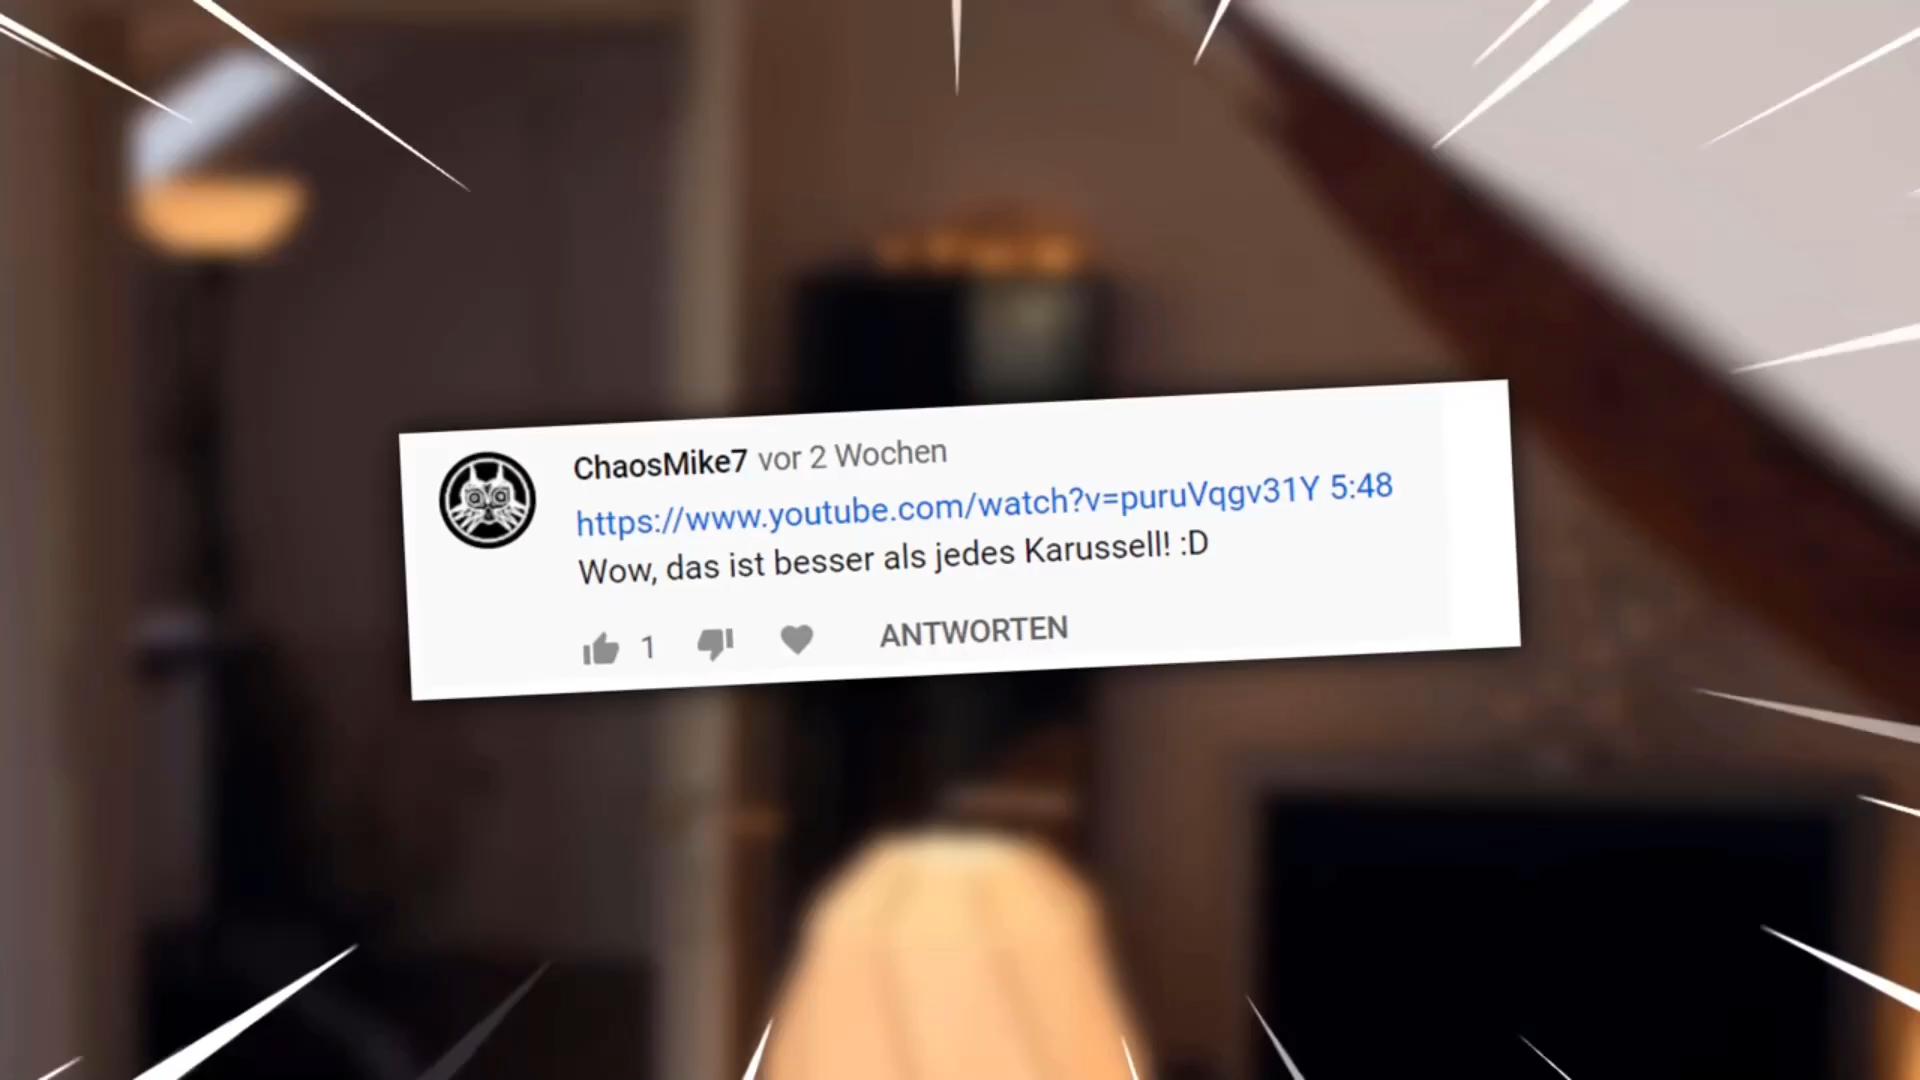 ChaosMike7 vor 2 Wochen
https://www.youtube.com/watch?v=puruVqgv31Y 5:48
Wow, das ist besser als jedes Karussell! :D
1 ANTWORTEN